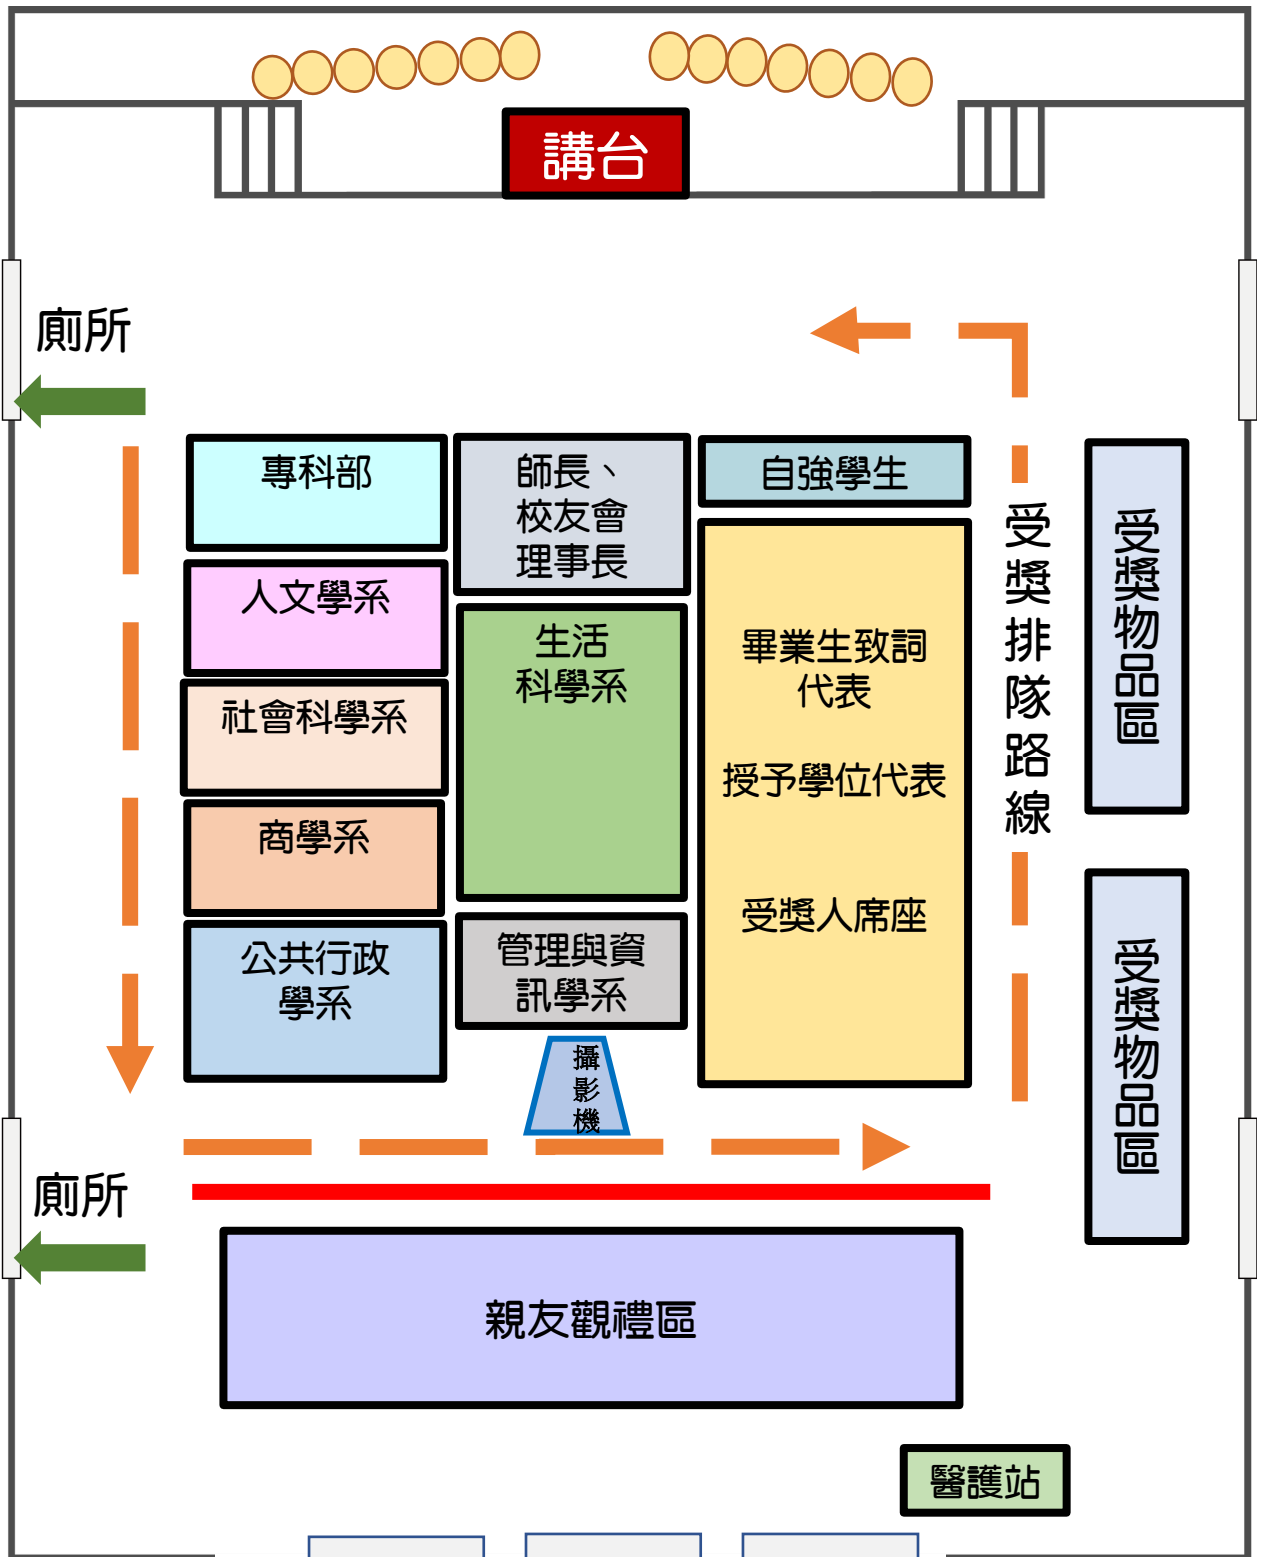 講台
廁所
專科部
師長、
校友會
理事長
自強學生
人文學系
生活
科學系
社會科學系
商學系
公共行政
學系
管理與資
訊學系
攝影機
畢業生致詞
代表
授予學位代表
受獎人席座
受獎排隊路線
受獎物品區
受獎物品區
廁所
親友觀禮區
醫護站